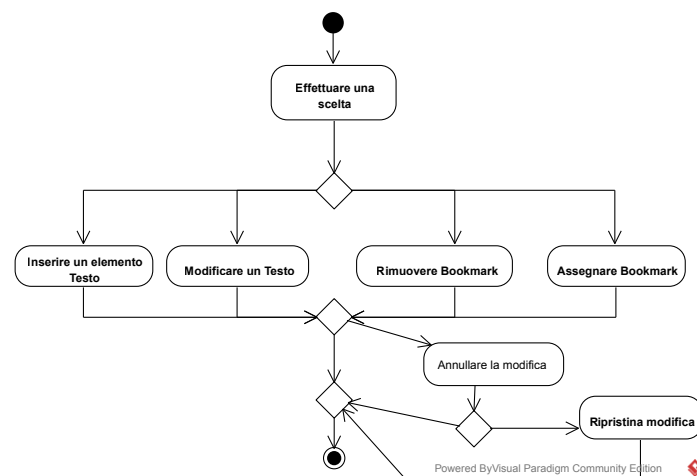 Effettuare una
scelta
Inserire un elemento
Testo
Modificare un Testo
Rimuovere Bookmark
Assegnare Bookmark
Annullare la modifica
Ripristina modifica
Powered ByVisual Paradigm Community Edition